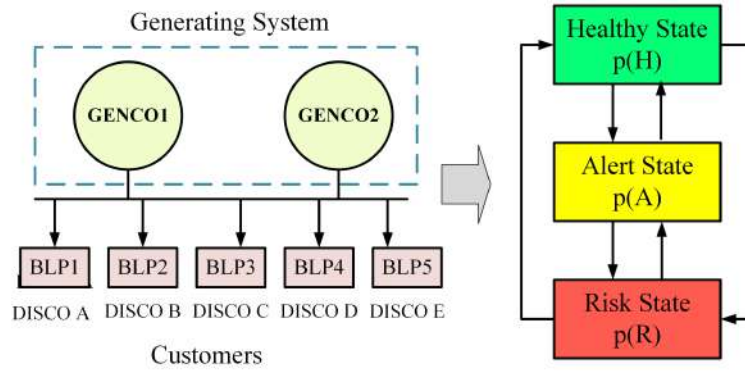 Generating System
GENCO1
GENCO2
BLP1
BLP2
BLP3
BLP4
BLP5
DISCO A
DISCO B
DISCO C
DISCO D
DISCO E
Customers
Healthy State
p(H)
Alert State
p(A)
Risk State
p(R)